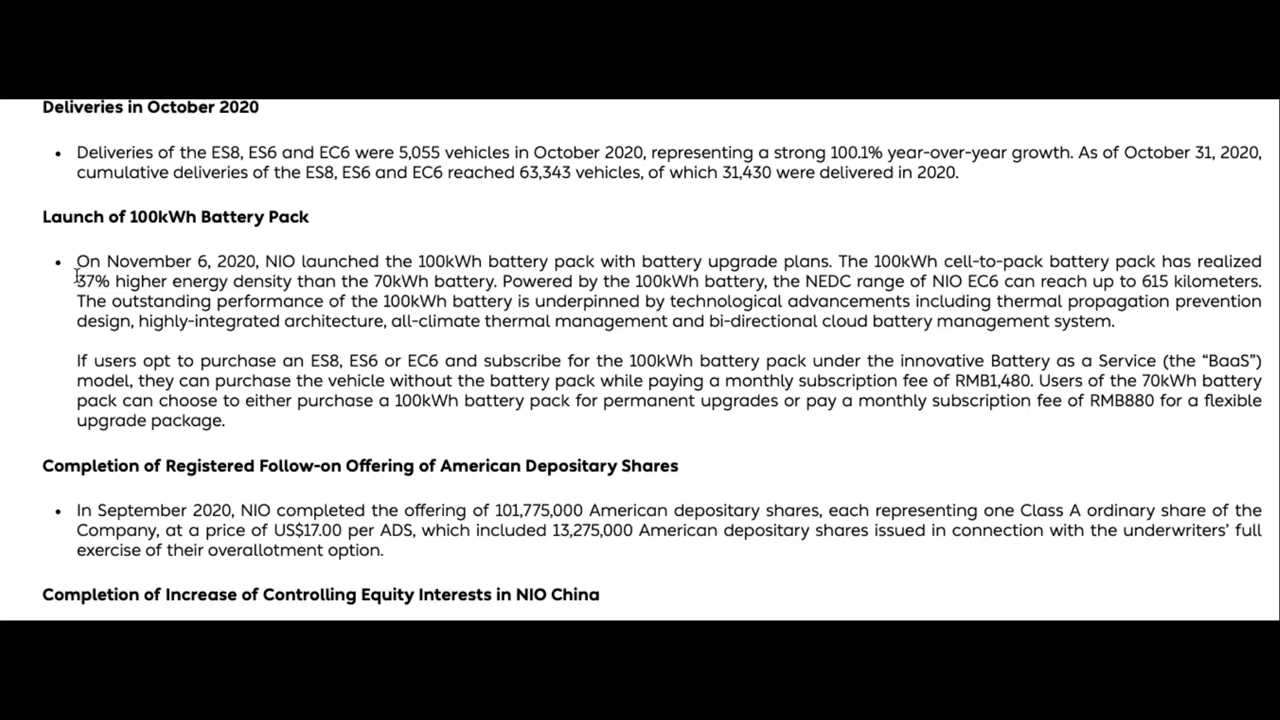 Deliveries in October 2020
• Deliveries of the ES8, ES6 and EC6 were 5,055 vehicles in October 2020, representing a strong 100.1% year-over-year growth. As of October 31, 2020,
cumulative deliveries of the ES8, ES6 and EC6 reached 63,343 vehicles, of which 31,430 were delivered in 2020.
Launch of 100kWh Battery Pack
• On November 6, 2020, NIO launched the 100kWh battery pack with battery upgrade plans. The 100kWh cell-to-pack battery pack has realized
37% higher energy density than the 70kWh battery. Powered by the 100kWh battery, the NEDC range of NIO EC6 can reach up to 615 kilometers.
The outstanding performance of the 100kWh battery is underpinned by technological advancements including thermal propagation prevention
design, highly-integrated architecture, all-climate thermal management and bi-directional cloud battery management system.
If users opt to purchase an ES8, ES6 or EC6 and subscribe for the 100kWh battery pack under the innovative Battery as a Service (the “BaaS”)
model, they can purchase the vehicle without the battery pack while paying a monthly subscription fee of RMB1,480. Users of the 70kWh battery
pack can choose to either purchase a 100kWh battery pack for permanent upgrades or pay a monthly subscription fee of RMB880 for a flexible
upgrade package.
Completion of Registered Follow-on Offering of American Depositary Shares
• In September 2020, NIO completed the offering of 101,775,000 American depositary shares, each representing one Class A ordinary share of the
Company, at a price of US$17.00 per ADS, which included 13,275,000 American depositary shares issued in connection with the underwriters’ full
exercise of their overallotment option.
Completion of Increase of Controlling Equity Interests in NIO China